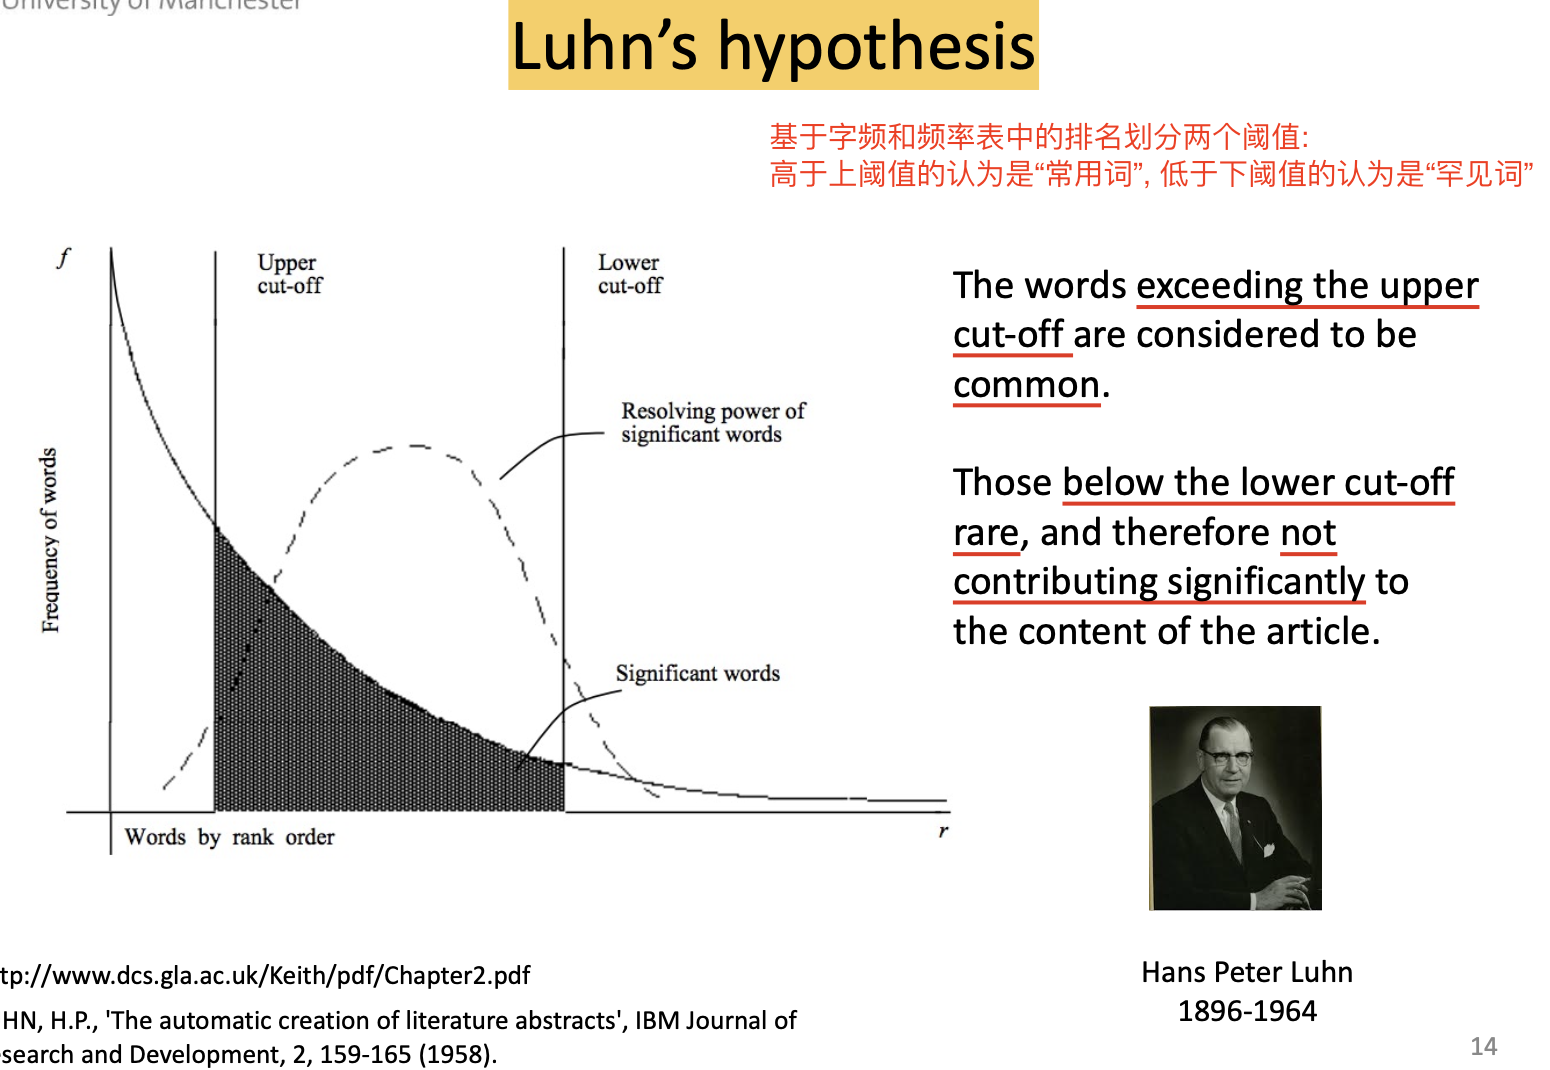 University of Manchester
Luhn’s hypothesis
基于字频和频率表中的排名划分两个阈值:
高于上阈值的认为是“常用词”, 低于下阈值的认为是“罕见词”
f
Upper
cut-off
Lower
cut-off
Resolving power of
significant words
Frequency of words
Significant words
Words by rank order
r
The words exceeding the upper
cut-off are considered to be
common.
Those below the lower cut-off
rare, and therefore not
contributing significantly to
the content of the article.
Hans Peter Luhn
1896-1964
tp://www.dcs.gla.ac.uk/Keith/pdf/Chapter2.pdf
HN, H.P., 'The automatic creation of literature abstracts', IBM Journal of
search and Development, 2, 159-165 (1958).
14